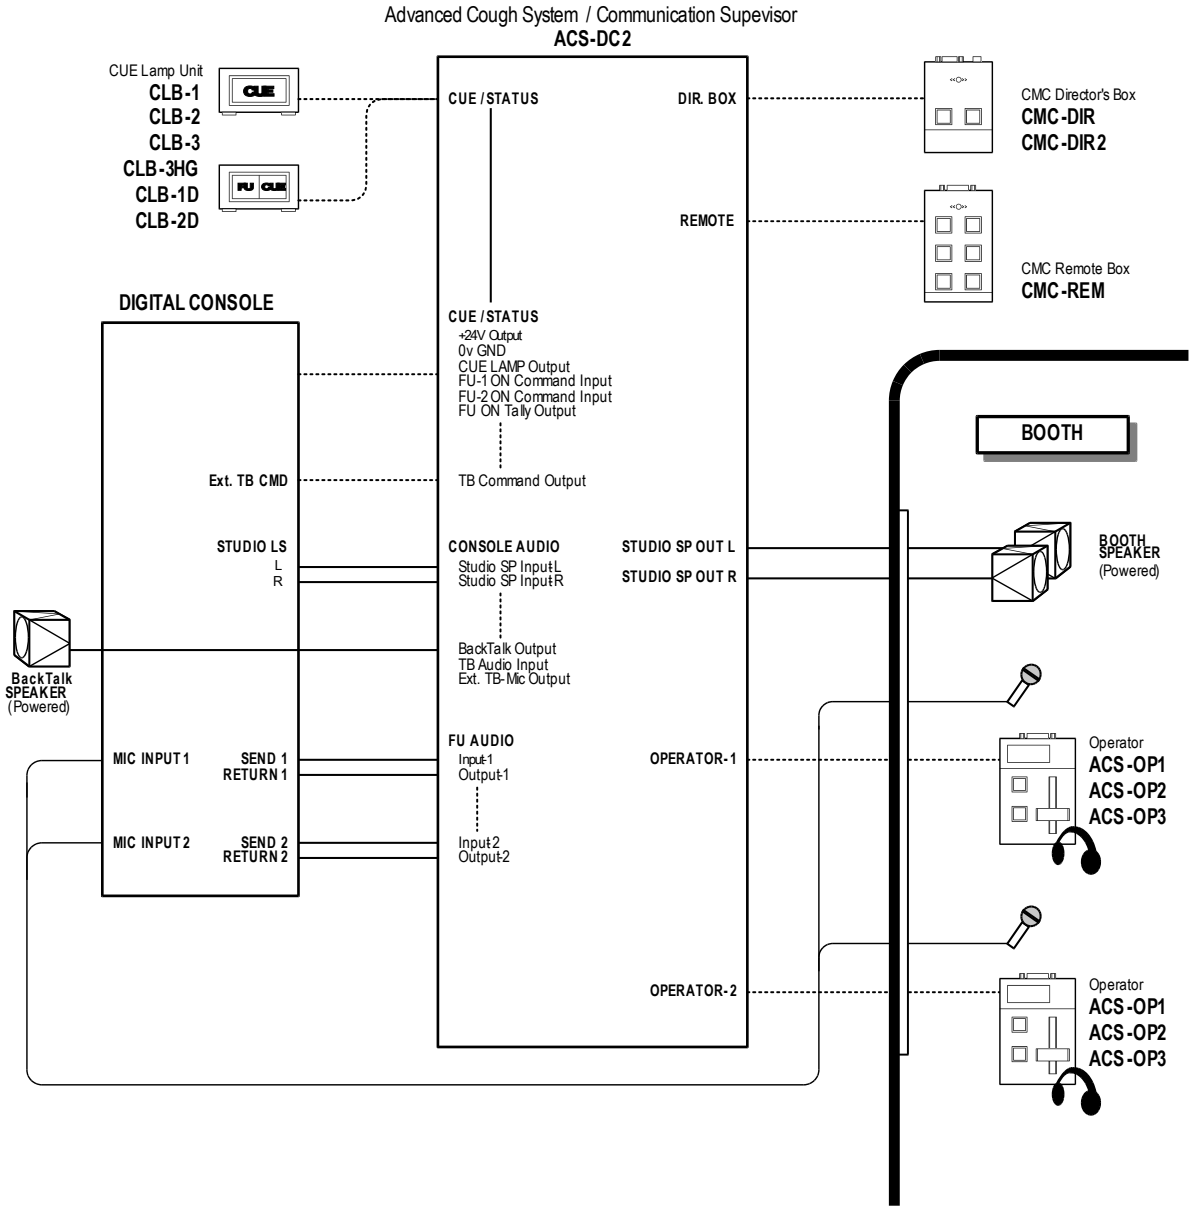 Advanced Cough System / Communication Supevisor
ACS-DC2
CUE Lamp Unit
CLB-1
CLB-2
CLB-3
CLB-3HG
CLB-1D
CLB-2D
CUE
FU CUE
CUE/STATUS
DIR. BOX
CMC Director's Box
CMC-DIR
CMC-DIR2
REMOTE
CMC Remote Box
CMC-REM
DIGITAL CONSOLE
CUE/STATUS
+24V Output
0v GND
CUE LAMP Output
FU-1 ON Command Input
FU-2 ON Command Input
FU ON Tally Output
Ext. TB CMD
TB Command Output
BOOTH
STUDIO LS
L
R
CONSOLE AUDIO
Studio SP Input-L
Studio SP Input-R
STUDIO SP OUT L
STUDIO SP OUT R
BOOTH
SPEAKER
(Powered)
BackTalk
SPEAKER
(Powered)
BackTalk Output
TB Audio Input
Ext. TB-Mic Output
FU AUDIO
MIC INPUT1
SEND 1
RETURN 1
Input-1
Output-1
OPERATOR-1
Operator
ACS-OP1
ACS-OP2
ACS-OP3
MIC INPUT2
SEND 2
RETURN 2
Input-2
Output-2
OPERATOR-2
Operator
ACS-OP1
ACS-OP2
ACS-OP3